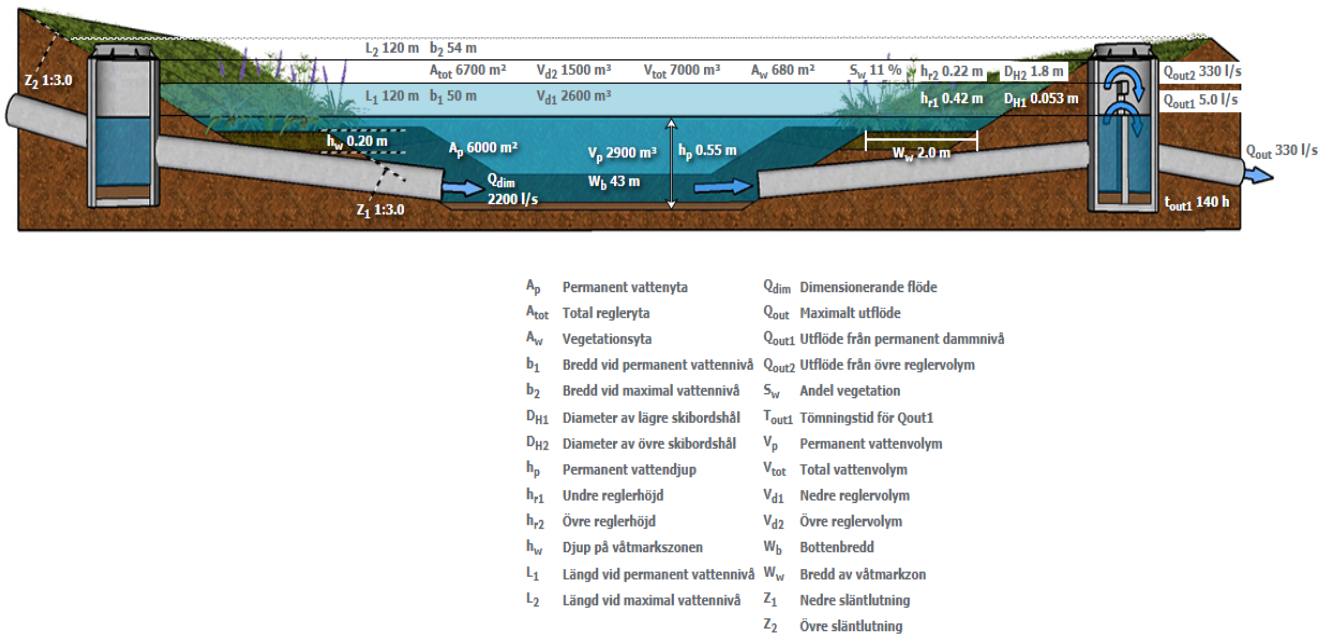 L2 120 m b2 54 m
Z2 1:3.0
Atot 6700 m² Vd2 1500 m³ Vtot 7000 m³ Aw 680 m² Sw 11 % hr2 0.22 m DH2 1.8 m Qout2 330 l/s
L1 120 m b1 50 m Vd1 2600 m³ hr1 0.42 m DH1 0.053 m Qout1 5.0 l/s
hw 0.20 m Ap 6000 m² Vp 2900 m³ hp 0.55 m Ww 2.0 m Qout 330 l/s
Wb 43 m
Qdim
2200 l/s
Z1 1:3.0
tout1 140 h
Ap Permanent vattenyta
Atot Total regleryta
Aw Vegetationsyta
b1 Bredd vid permanent vattennivå
b2 Bredd vid maximal vattennivå
DH1 Diameter av lägre skibordshål
DH2 Diameter av övre skibordshål
hp Permanent vattendjup
hr1 Undre reglerhöjd
hr2 Övre reglerhöjd
hw Djup på våtmarkszonen
L1 Längd vid permanent vattennivå
L2 Längd vid maximal vattennivå
Qdim Dimensionerande flöde
Qout Maximalt utflöde
Qout1 Utflöde från permanent dammnivå
Qout2 Utflöde från övre reglervolym
Sw Andel vegetation
Tout1 Tömningstid för Qout1
Vp Permanent vattenvolym
Vtot Total vattenvolym
Vd1 Nedre reglervolym
Vd2 Övre reglervolym
Wb Bottenbredd
Ww Bredd av våtmarkzon
Z1 Nedre släntlutning
Z2 Övre släntlutning